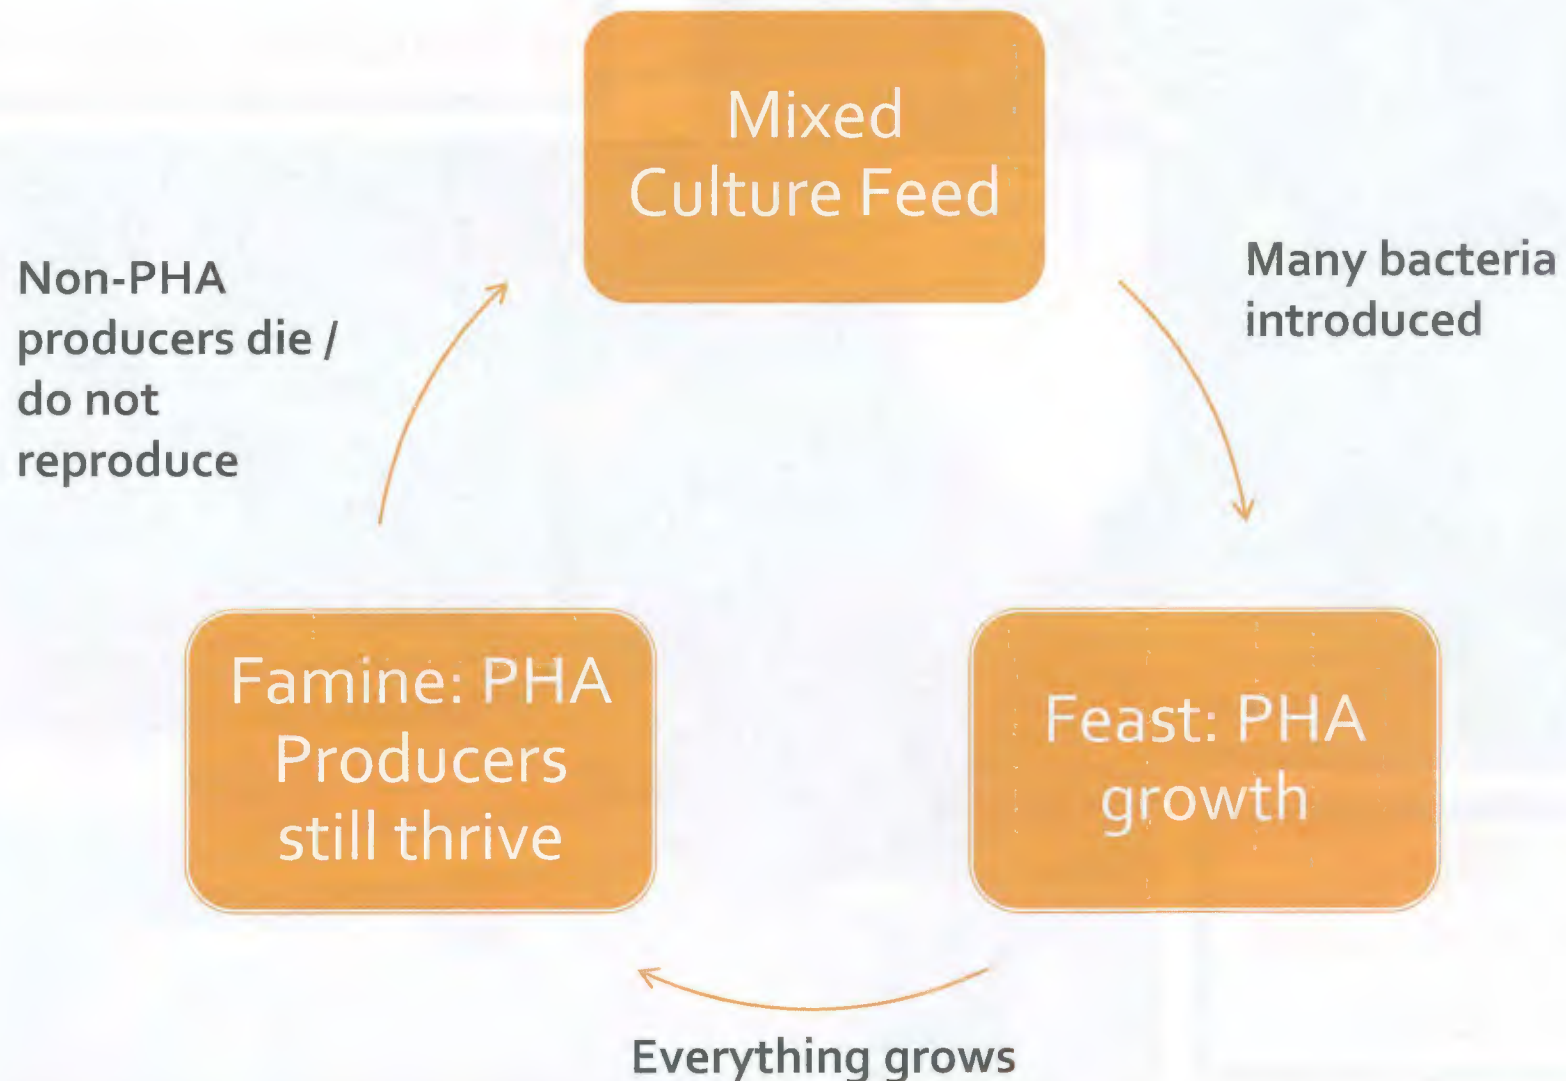 Mixed
Culture Feed
Many bacteria
introduced
Feast: PHA
growth
Everything grows
Famine: PHA
Producers
still thrive
Non-PHA
producers die /
do not
reproduce